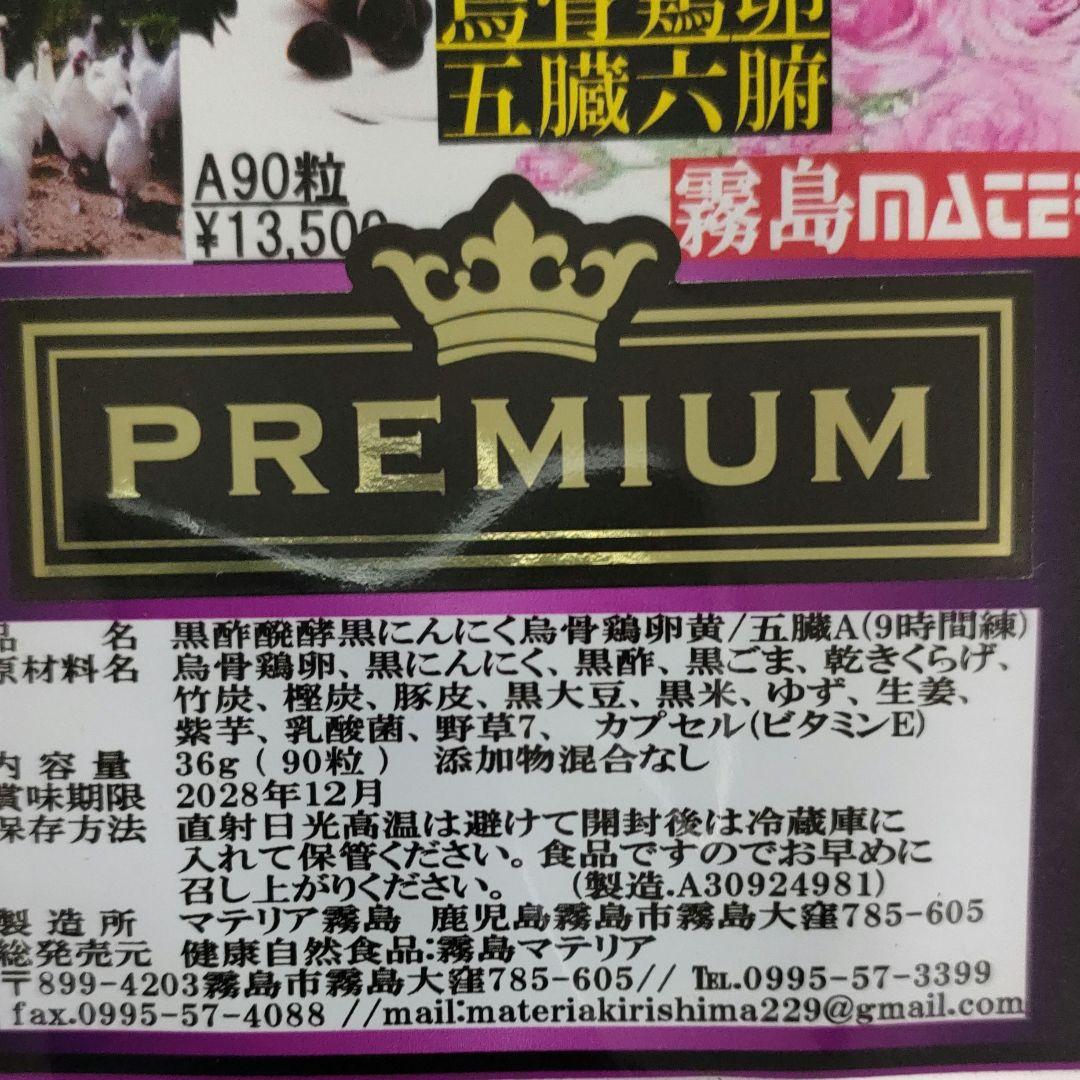 烏骨鶏卵
五臓六腑
A90粒
¥13,500
霧島MATE
PREMIUM
品 名 黒酢醗酵黒にんにく烏骨鶏卵黄/五臓A(9時間練)
原材料名 烏骨鶏卵、黒にんにく、黒酢、黒ごま、乾きくらげ、
竹炭、樫炭、豚皮、黒大豆、黒米、ゆず、生姜、
紫芋、乳酸菌、野草7、 カプセル(ビタミンE)
内容量 36g ( 90粒 ) 添加物混合なし
賞味期限 2028年12月
保存方法 直射日光高温は避けて開封後は冷蔵庫に
入れて保管ください。食品ですのでお早めに
召し上がりください。 (製造.A30924981)
製造所 マテリア霧島 鹿児島霧島市霧島大窪785-605
総発売元 健康自然食品:霧島マテリア
〒899-4203霧島市霧島大窪785-605// TEL.0995-57-3399
fax.0995-57-4088 //mail:materiakirishima229@gmail.com